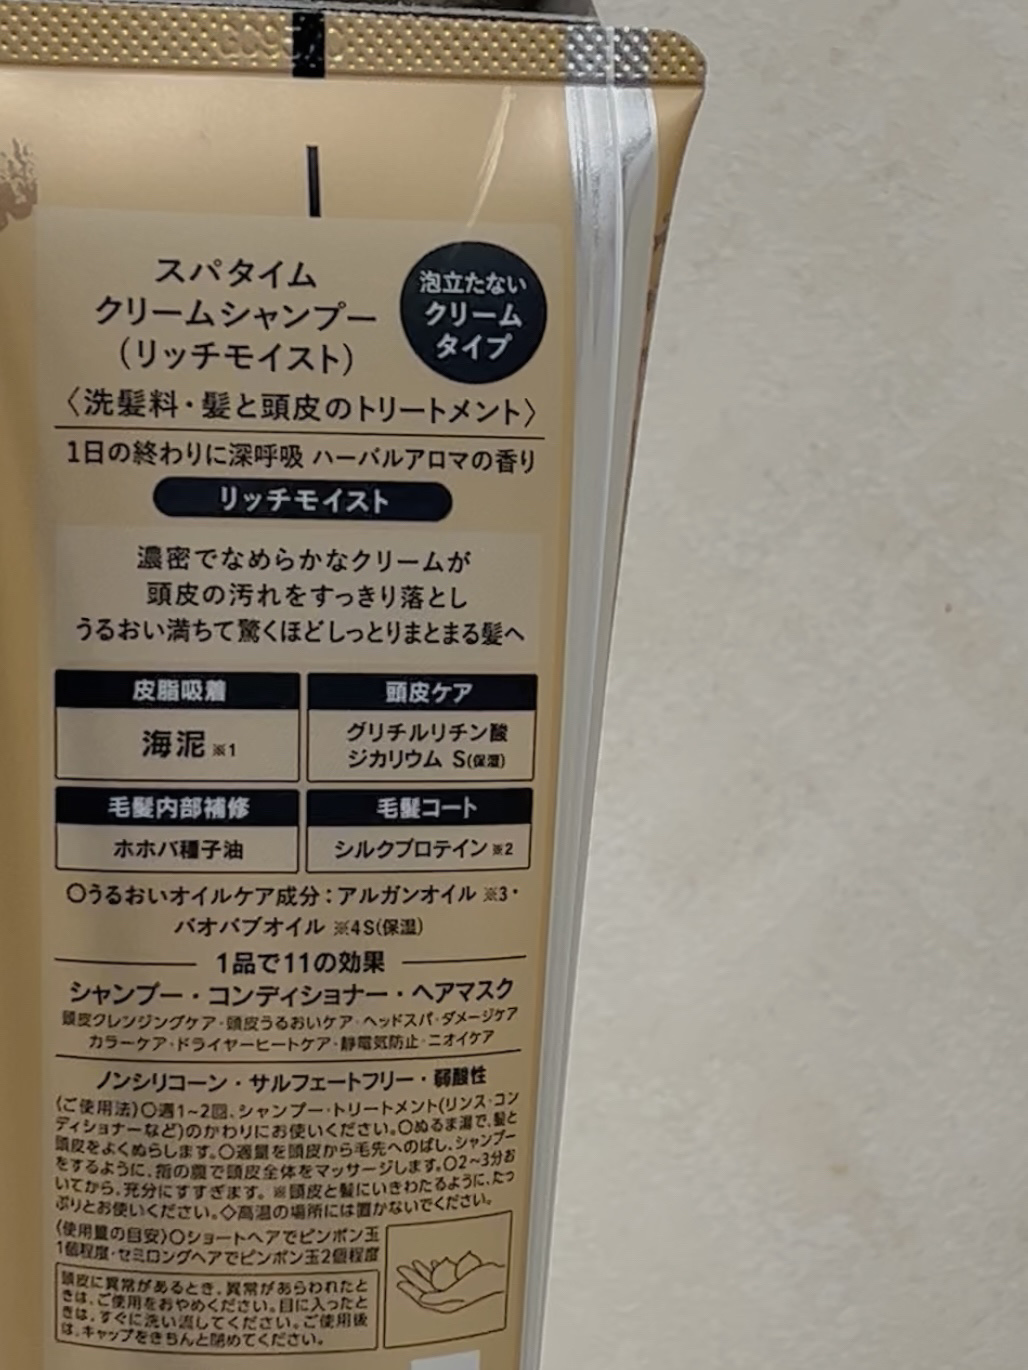 スパタイム
クリームシャンプー
(リッチモイスト)
泡立たない
クリーム
タイプ
〈洗髪料・髪と頭皮のトリートメント〉
1日の終わりに深呼吸 ハーバルアロマの香り
リッチモイスト
濃密でなめらかなクリームが
頭皮の汚れをすっきり落とし
うるおい満ちて驚くほどしっとりまとまる髪へ
皮脂吸着
海泥※1
頭皮ケア
グリチルリチン酸
ジカリウム S(保湿)
毛髪内部補修
ホホバ種子油
毛髪コート
シルクプロテイン※2
○うるおいオイルケア成分:アルガンオイル ※3・
バオバブオイル ※4S(保湿)
1品で11の効果
シャンプー・コンディショナー・ヘアマスク
頭皮クレンジングケア・頭皮うるおいケア・ヘッドスパ・ダメージケア
カラーケア・ドライヤーヒートケア・静電気防止・ニオイケア
ノンシリコーン・サルフェートフリー・弱酸性
〈ご使用法〉○週1~2回、シャンプー・トリートメント(リンス・コン
ディショナーなど)のかわりにお使いください。○ぬるま湯で、髪と
頭皮をよくぬらします。○適量を頭皮から毛先へのばし、シャンプー
をするように、指の腹で頭皮全体をマッサージします。○2~3分お
いてから、充分にすすぎます。※頭皮と髪にいきわたるように、たっ
ぷりとお使いください。◇高温の場所には置かないでください。
〈使用量の目安〉○ショートヘアでピンポン玉
1個程度・セミロングヘアでピンポン玉2個程度
頭皮に異常があるとき、異常があらわれたと
きは、ご使用をおやめください。目に入ったと
きは、すぐに洗い流してください。ご使用後
は、キャップをきちんと閉めてください。